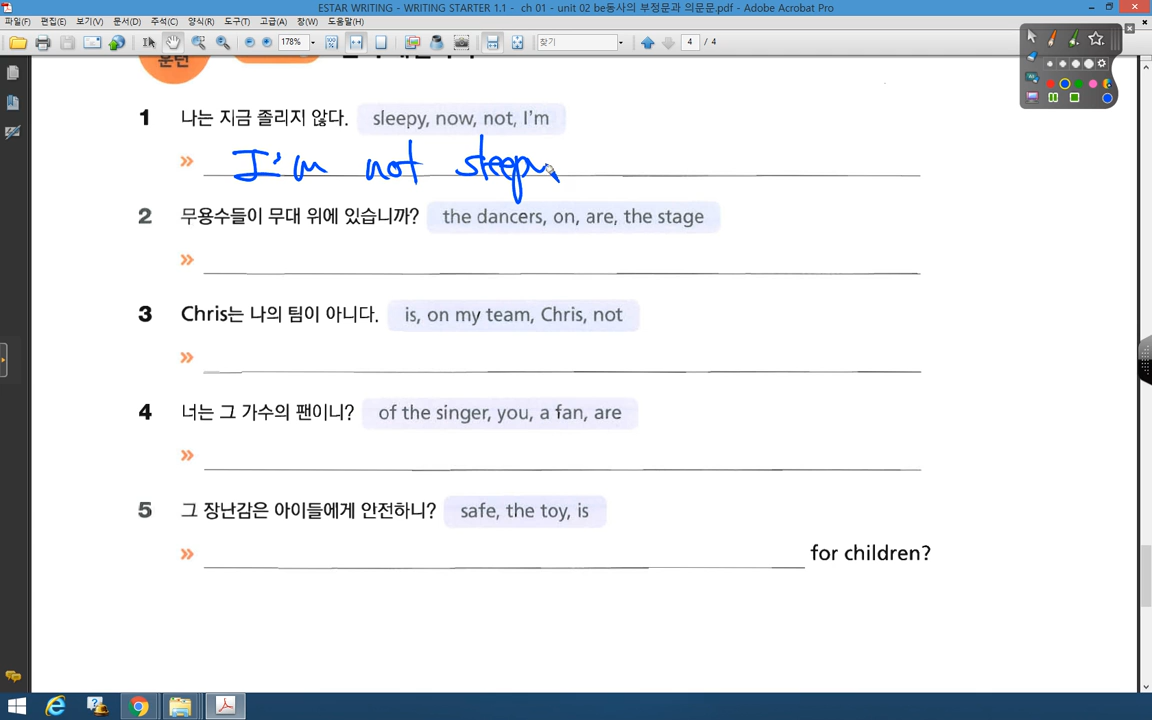 ESTAR WRITING - WRITING STARTER 1.1 - ch 01 - unit 02 be동사의 부정문과 의문문.pdf - Adobe Acrobat Pro
파일(F) 편집(E) 보기(V) 문서(D) 주석(C) 양식(R) 도구(T) 고급(A) 창(W) 도움말(H)
178% 찾기 4 / 4
훈련
1 나는 지금 졸리지 않다. sleepy, now, not, I'm
» I'm not sleepy
2 무용수들이 무대 위에 있습니까? the dancers, on, are, the stage
»
3 Chris는 나의 팀이 아니다. is, on my team, Chris, not
»
4 너는 그 가수의 팬이니? of the singer, you, a fan, are
»
5 그 장난감은 아이들에게 안전하니? safe, the toy, is
» for children?